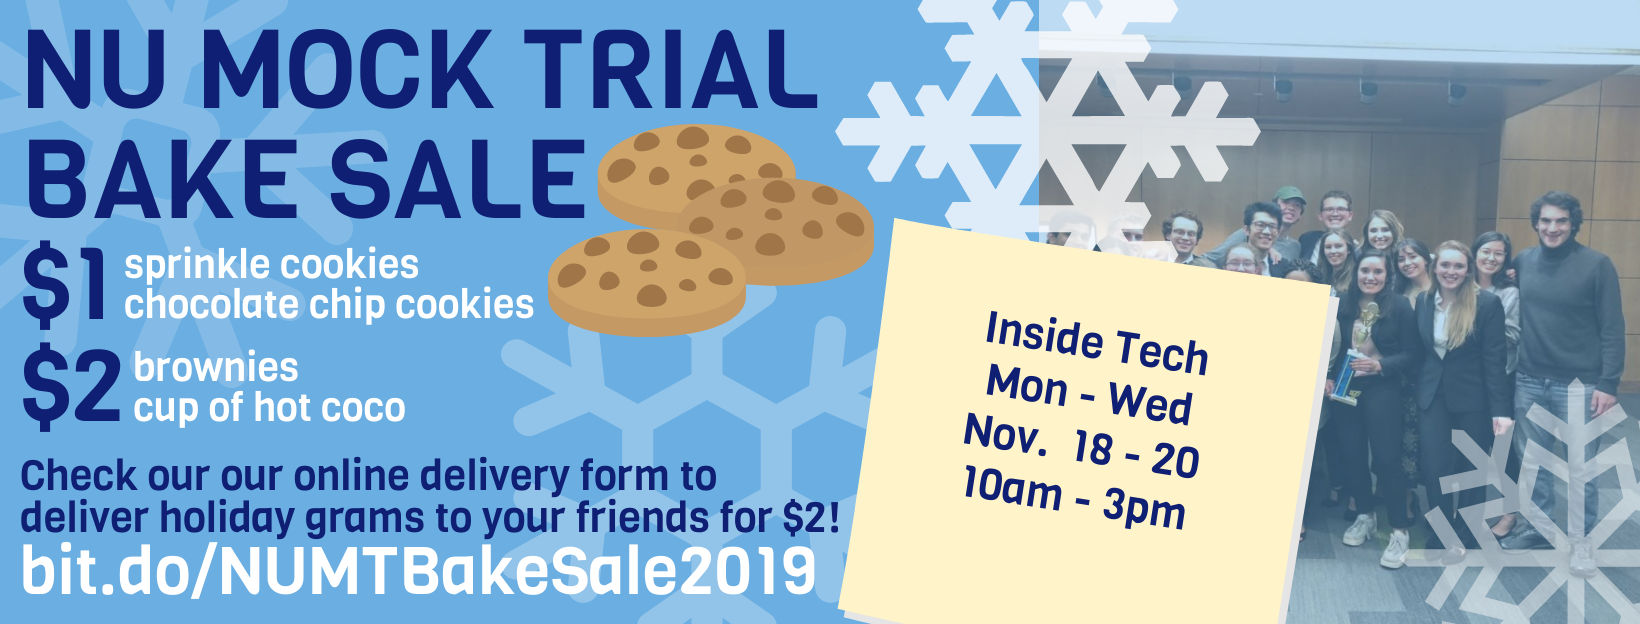 NU MOCK TRIAL
BAKE SALE
$1 sprinkle cookies
chocolate chip cookies
$2 brownies
cup of hot coco
Check our our online delivery form to
deliver holiday grams to your friends for $2!
bit.do/NUMTBakeSale2019
Inside Tech
Mon - Wed
Nov. 18 - 20
10am - 3pm